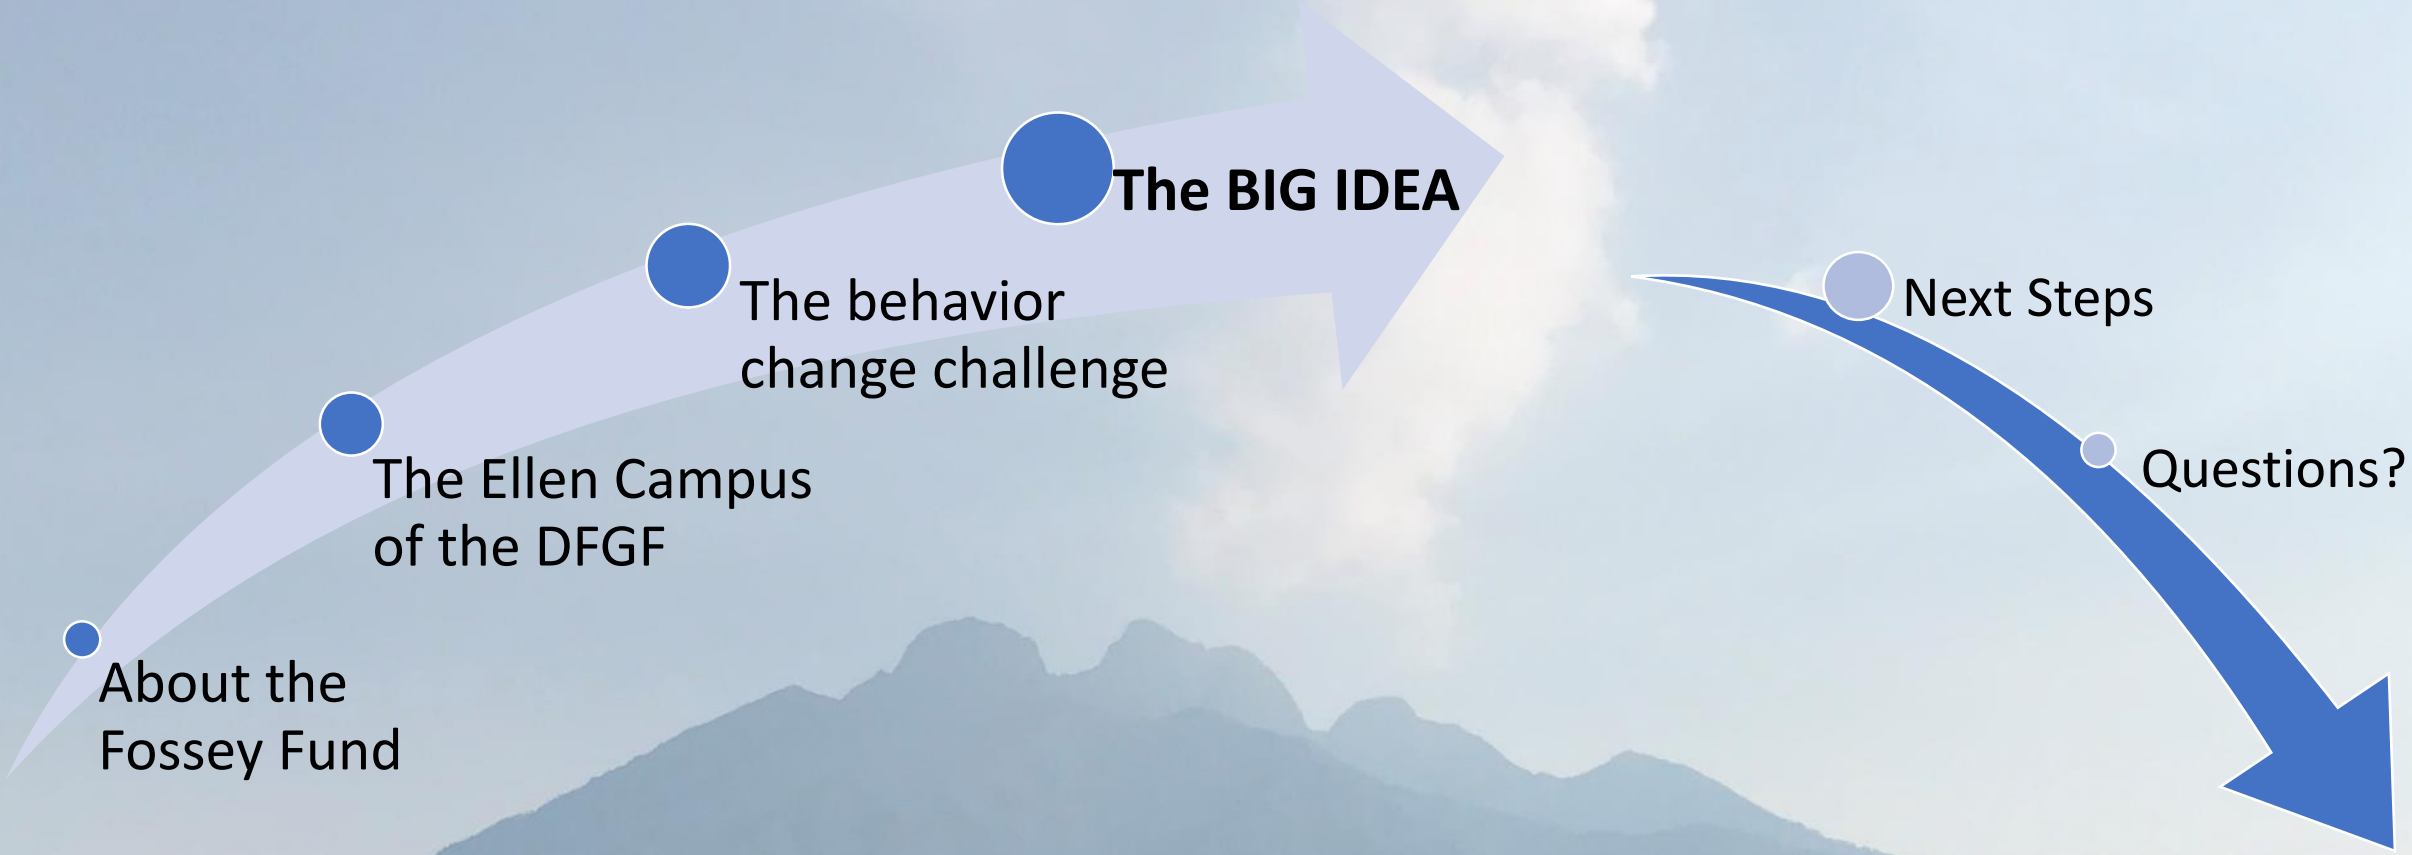 About the
Fossey Fund
The Ellen Campus
of the DFGF
The behavior
change challenge
The BIG IDEA
Next Steps
Questions?